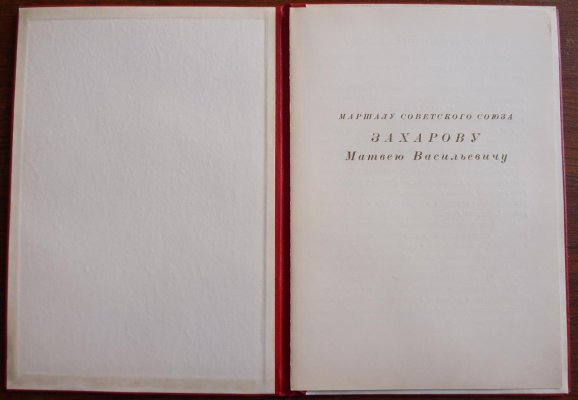 МАРШАЛУ СОВЕТСКОГО СОЮЗА
ЗАХАРОВУ
Матвею Васильевичу